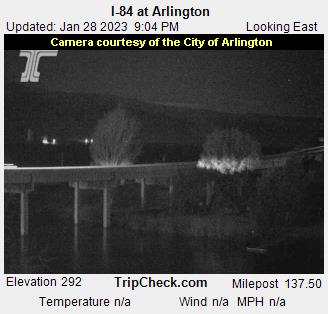 I-84 at Arlington
Updated: Jan 28 2023 9:04 PM Looking East
Camera courtesy of the City of Arlington
Elevation 292 TripCheck.com Milepost 137.50
Temperature n/a Wind n/a MPH n/a